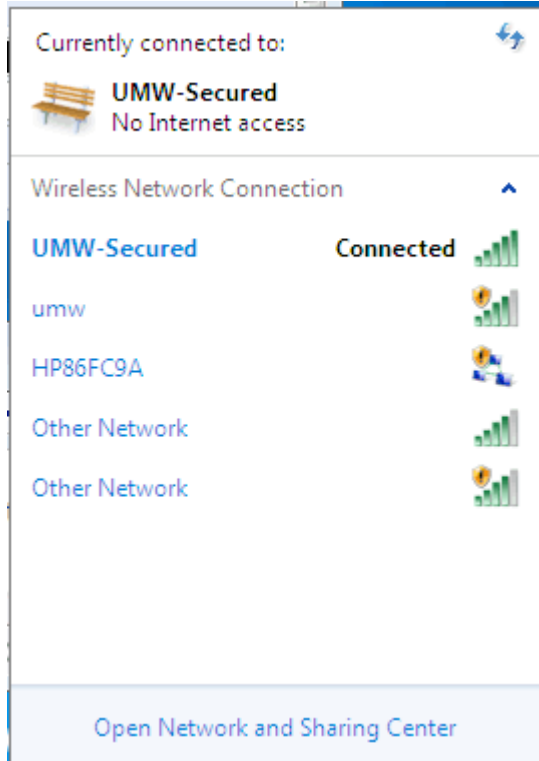 Currently connected to:
UMW-Secured
No Internet access
Wireless Network Connection
UMW-Secured Connected
umw
HP86FC9A
Other Network
Other Network
Open Network and Sharing Center